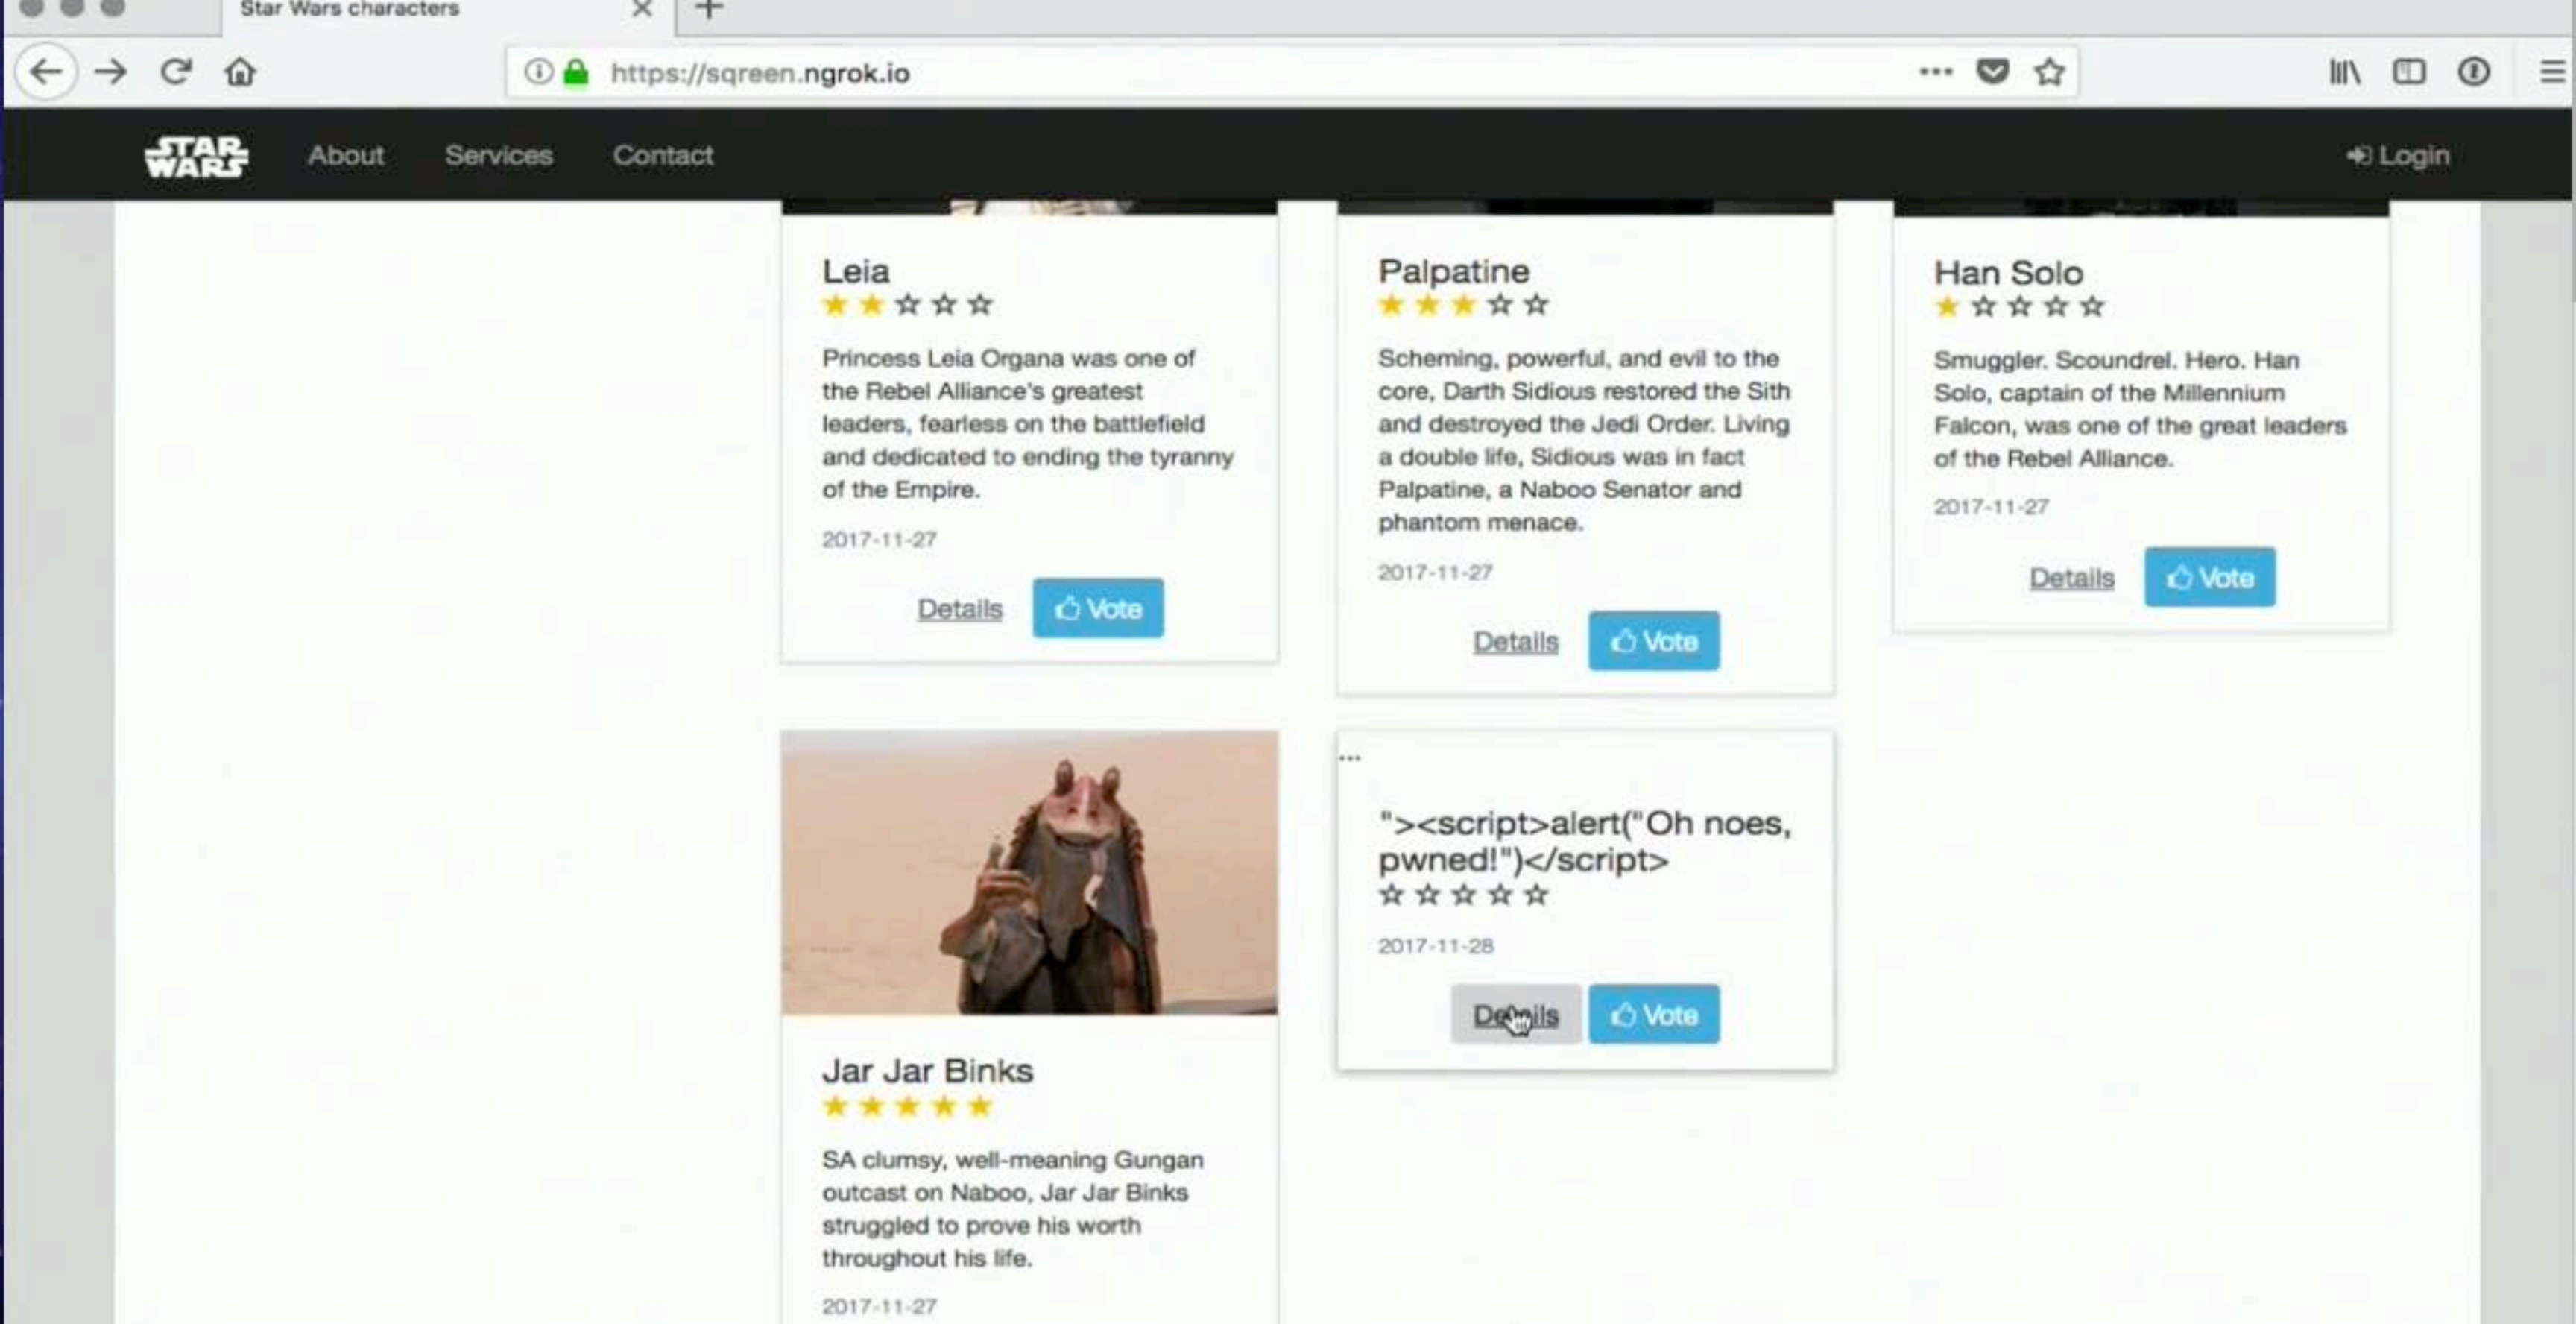 Star Wars characters
https://sqreen.ngrok.io
STAR
WARS
About
Services
Contact
Login
Leia
Princess Leia Organa was one of
the Rebel Alliance's greatest
leaders, fearless on the battlefield
and dedicated to ending the tyranny
of the Empire.
2017-11-27
Details
Vote
Palpatine
Scheming, powerful, and evil to the
core, Darth Sidious restored the Sith
and destroyed the Jedi Order. Living
a double life, Sidious was in fact
Palpatine, a Naboo Senator and
phantom menace.
2017-11-27
Details
Vote
Han Solo
Smuggler. Scoundrel. Hero. Han
Solo, captain of the Millennium
Falcon, was one of the great leaders
of the Rebel Alliance.
2017-11-27
Details
Vote
Jar Jar Binks
SA clumsy, well-meaning Gungan
outcast on Naboo, Jar Jar Binks
struggled to prove his worth
throughout his life.
2017-11-27
...
"><script>alert("Oh noes,
pwned!")</script>
2017-11-28
Details
Vote